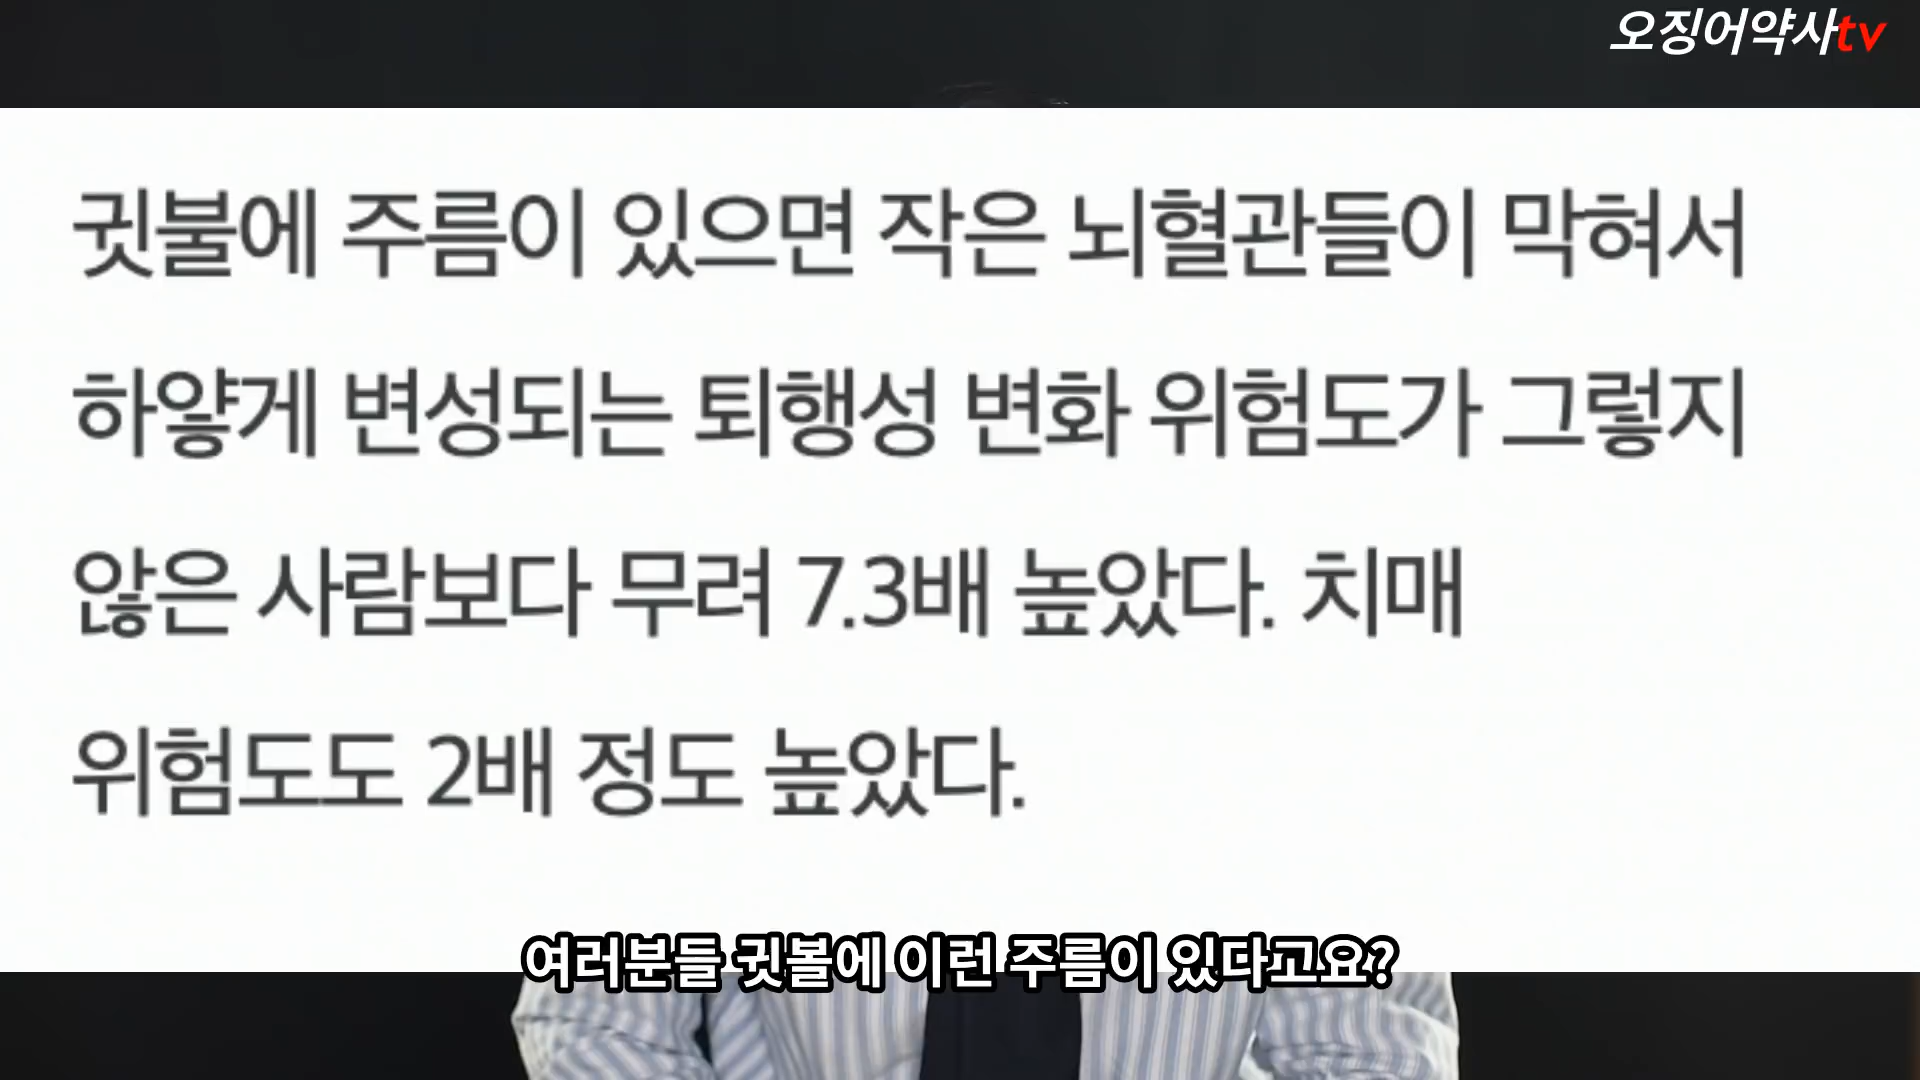 오징어약사tv
귓불에 주름이 있으면 작은 뇌혈관들이 막혀서
하얗게 변성되는 퇴행성 변화 위험도가 그렇지
않은 사람보다 무려 7.3배 높았다. 치매
위험도도 2배 정도 높았다.
여러분들 귓볼에 이런 주름이 있다고요?